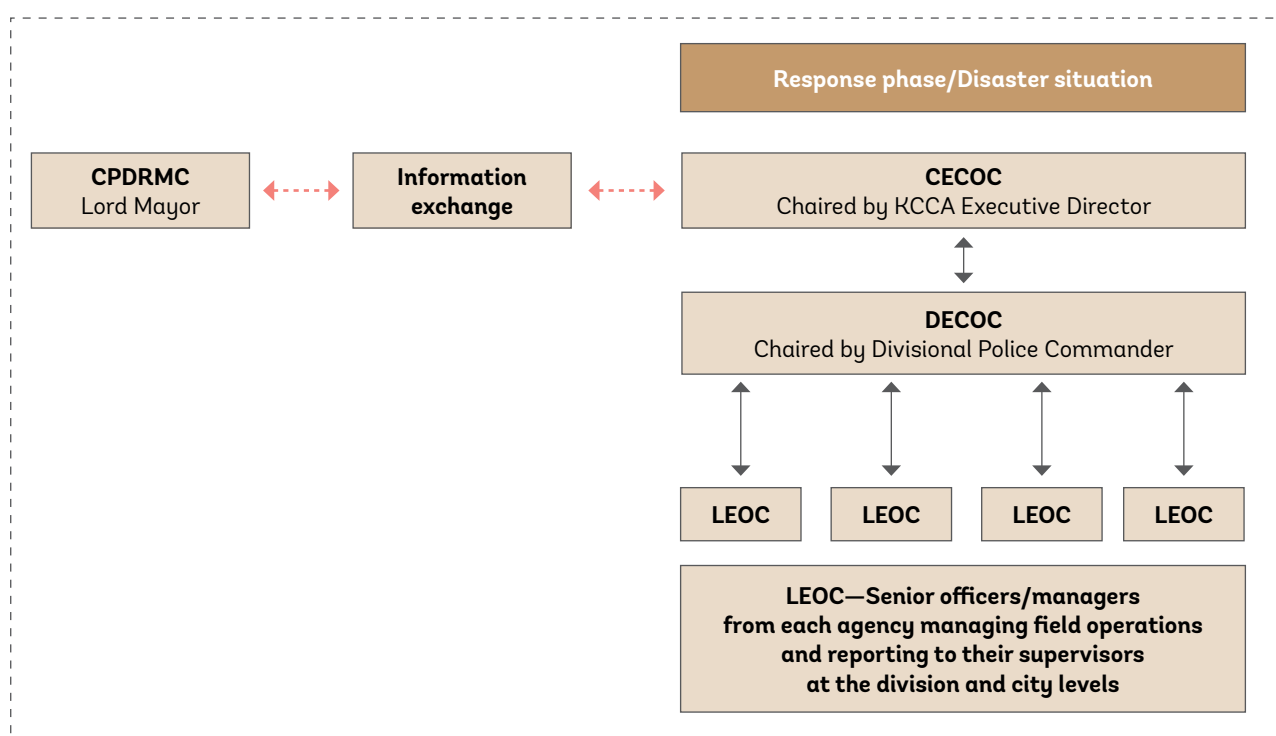 Response phase/Disaster situation
CPDRMC
Lord Mayor
Information
exchange
CECOC
Chaired by KCCA Executive Director
DECOC
Chaired by Divisional Police Commander
LEOC
LEOC
LEOC
LEOC
LEOC—Senior officers/managers
from each agency managing field operations
and reporting to their supervisors
at the division and city levels